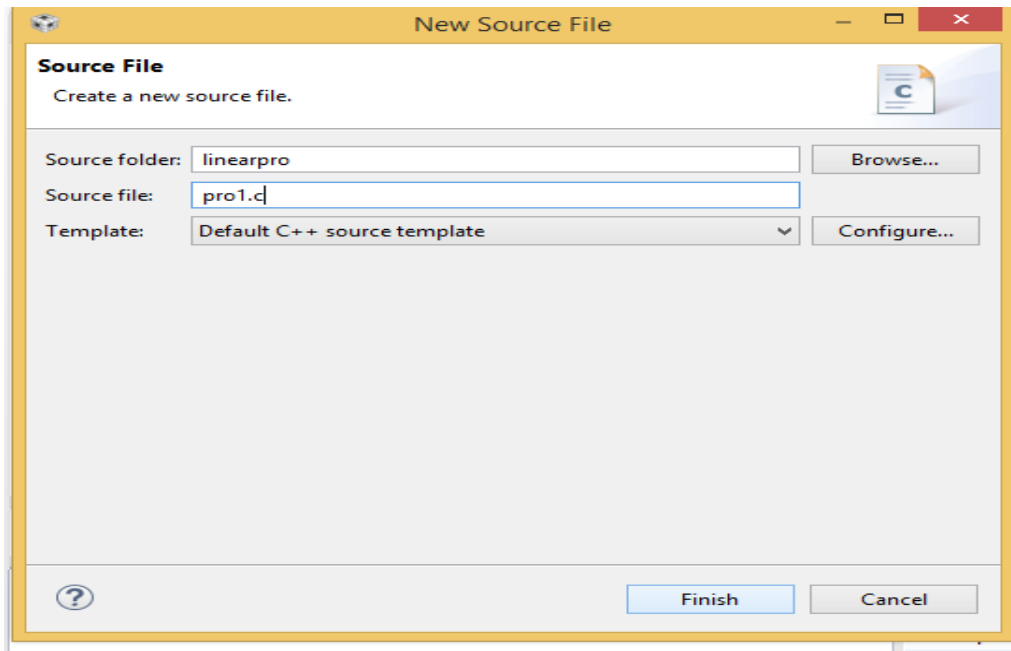 New Source File
Source File
Create a new source file.
C
Source folder: linearpro Browse...
Source file: pro1.c
Template: Default C++ source template Configure...
?
Finish Cancel